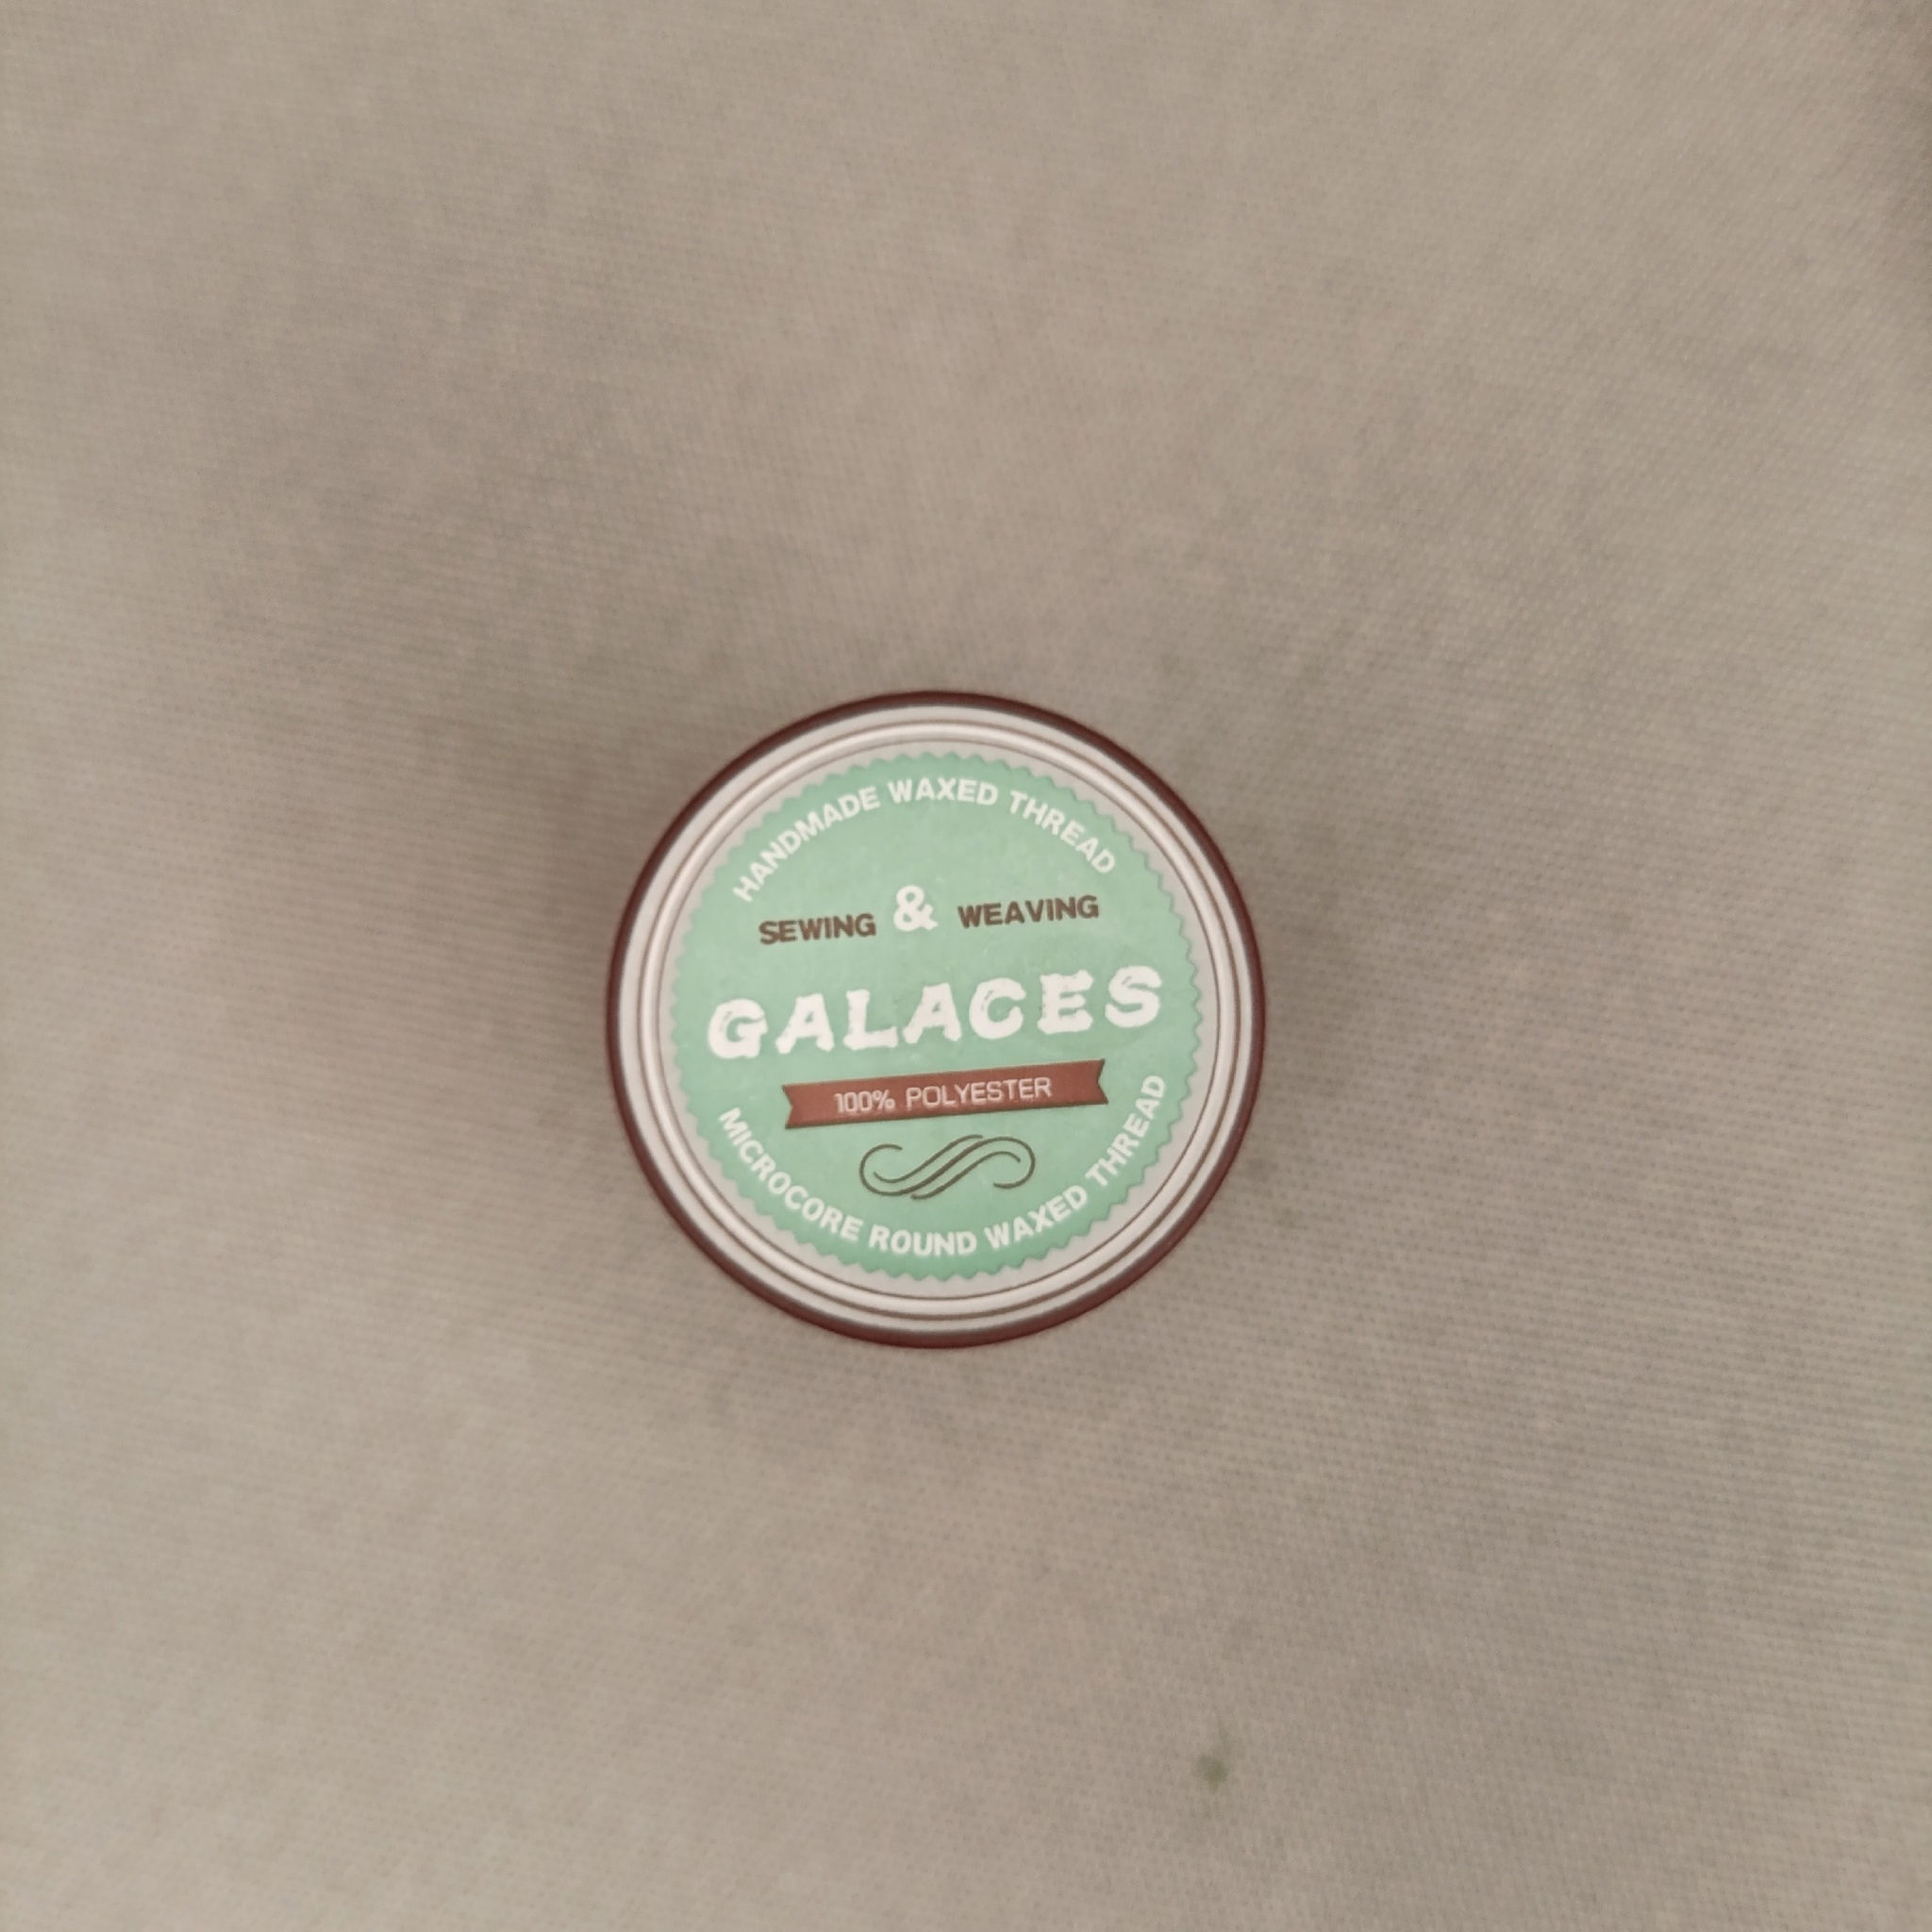 HANDMADE WAXED THREAD
SEWING & WEAVING
GALACES
100% POLYESTER
MICROCORE ROUND WAXED THREAD